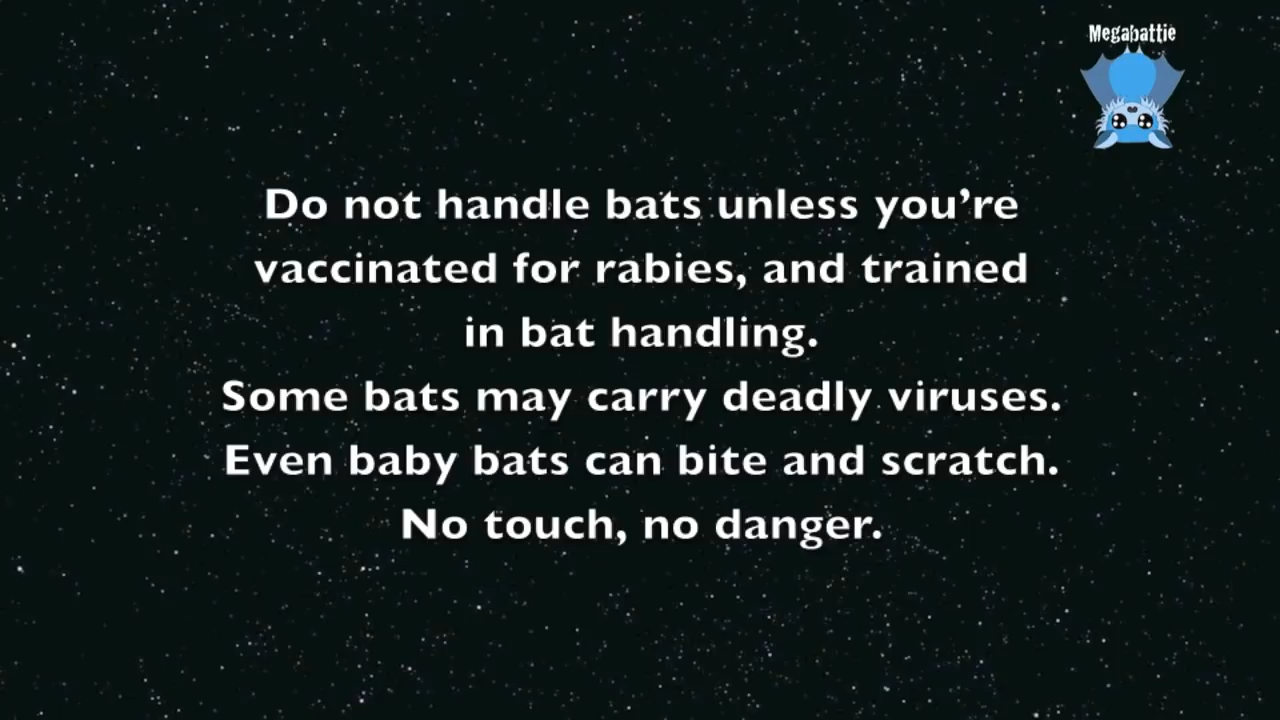 Megabattie
Do not handle bats unless you’re
vaccinated for rabies, and trained
in bat handling.
Some bats may carry deadly viruses.
Even baby bats can bite and scratch.
No touch, no danger.